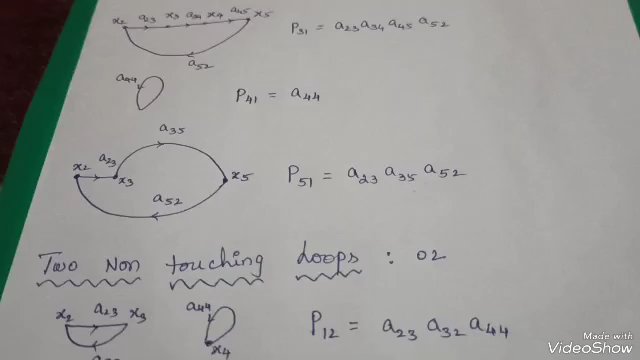 x2 a23 x3 a34 x4 a45 x5
a52
P31 = a23 a34 a45 a52
a44
P41 = a44
a35
x2 a23 x3 x5
a52
P51 = a23 a35 a52
Two Non touching Loops : 02
x2 a23 x3 a44 x4
P12 = a23 a32 a44
Made with
VideoShow